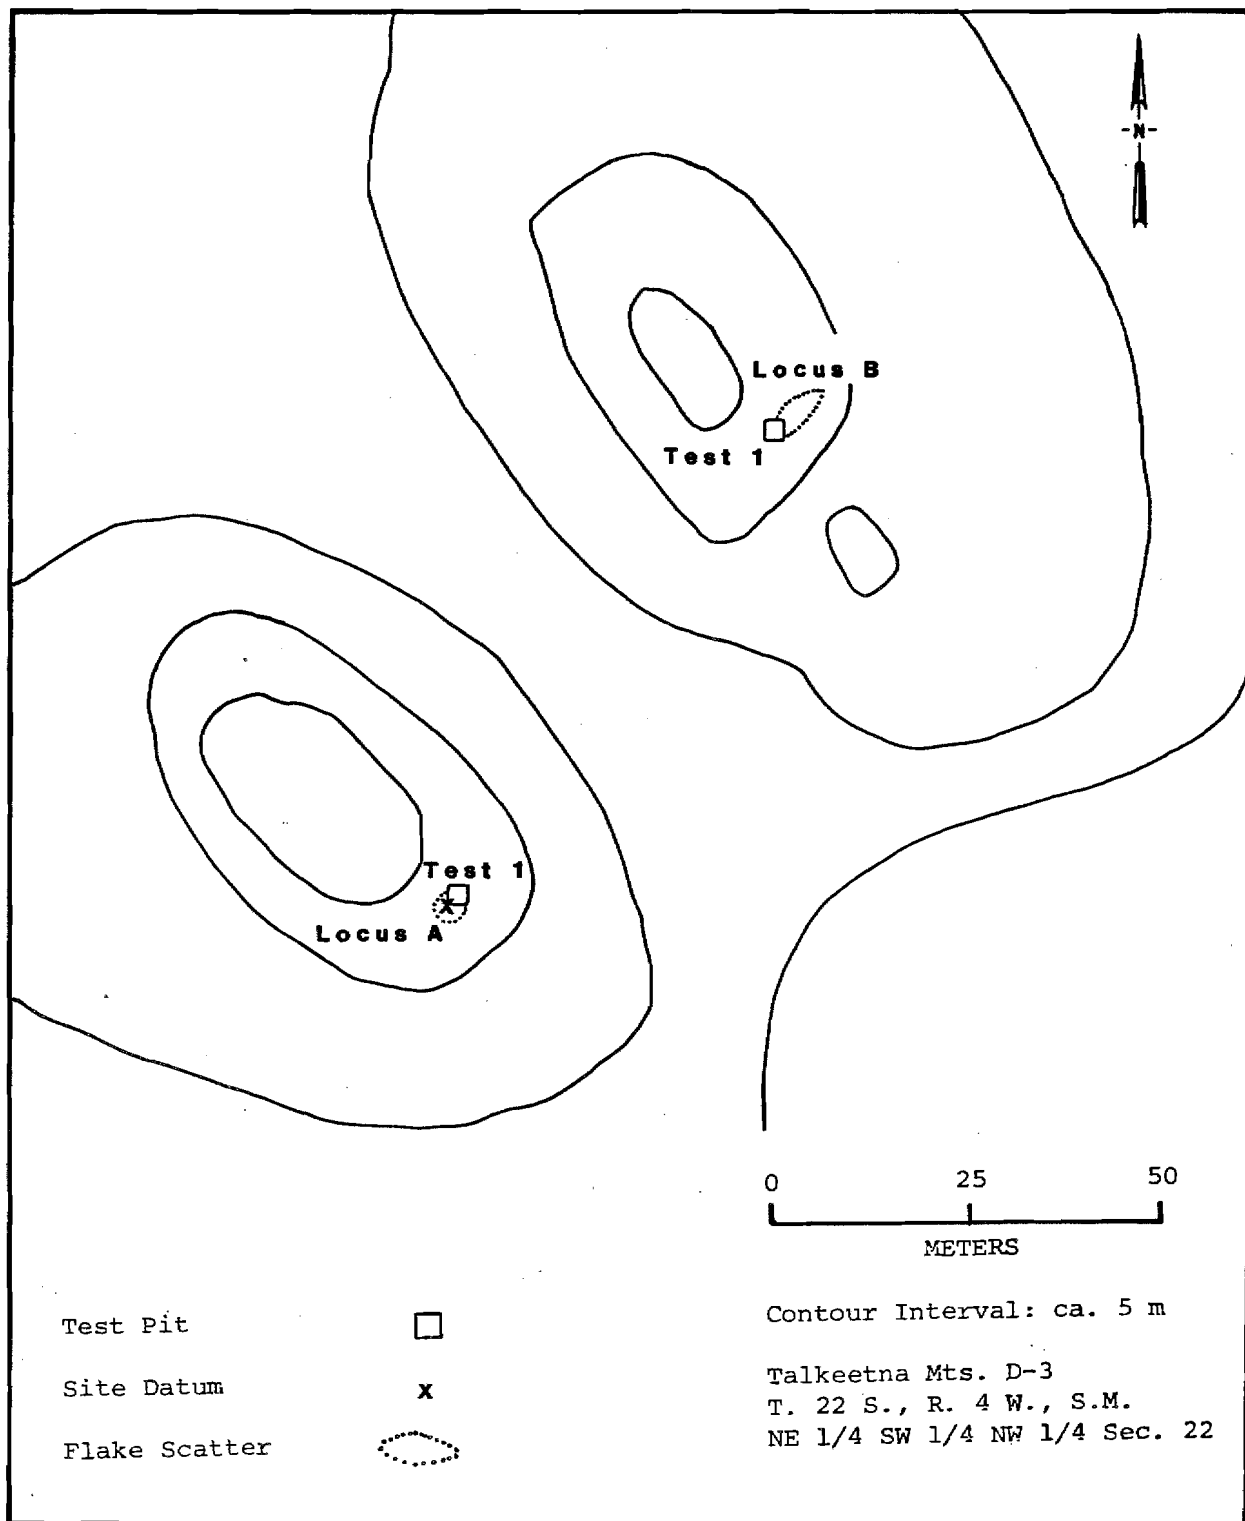 -N-
Locus B
Test 1
Test 1
Locus A
0 25 50
METERS
Test Pit
Site Datum x
Flake Scatter
Contour Interval: ca. 5 m
Talkeetna Mts. D-3
T. 22 S., R. 4 W., S.M.
NE 1/4 SW 1/4 NW 1/4 Sec. 22